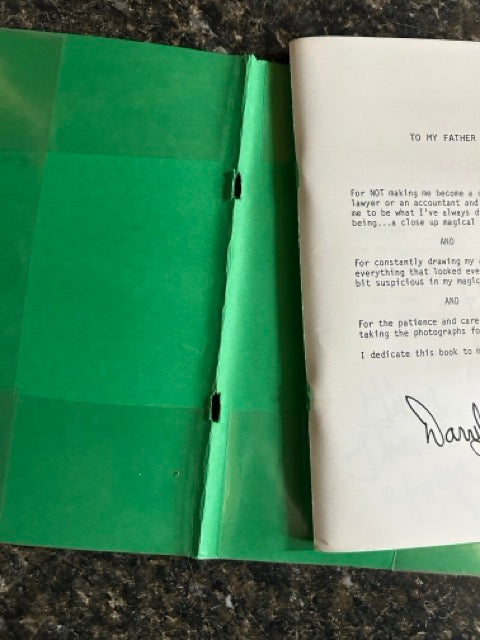 TO MY FATHER
For NOT making me become a
lawyer or an accountant and
me to be what I've always
being...a close up magical
AND
For constantly drawing my
everything that looked
bit suspicious in my magic
AND
For the patience and care
taking the photographs
I dedicate this book to
Daryl